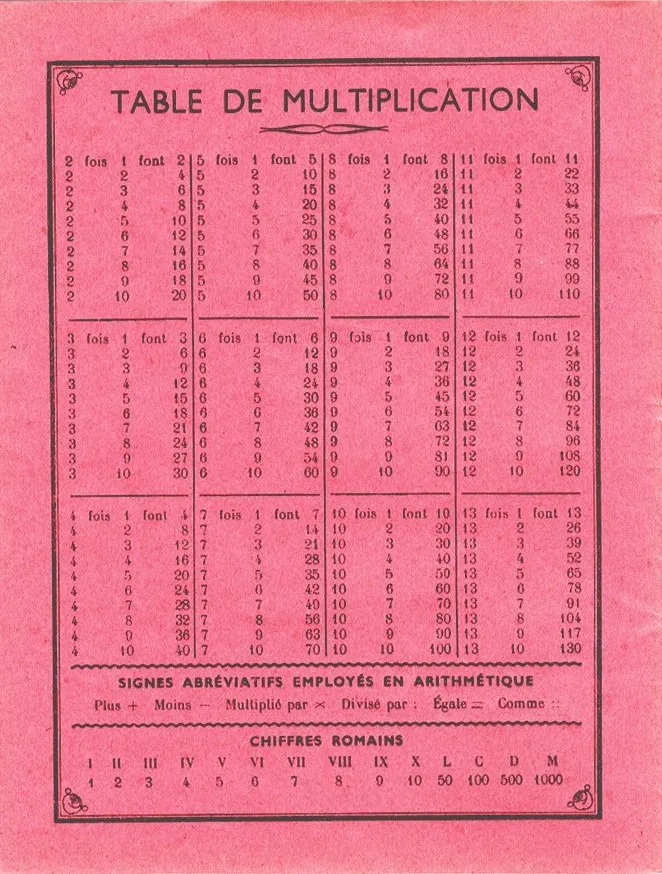 TABLE DE MULTIPLICATION
2 fois 1 font 2 5 fois 1 font 5 8 fois 1 font 8 11 fois 1 font 11
2 2 4 5 2 10 8 2 16 11 2 22
2 3 6 5 3 15 8 3 24 11 3 33
2 4 8 5 4 20 8 4 32 11 4 44
2 5 10 5 5 25 8 5 40 11 5 55
2 6 12 5 6 30 8 6 48 11 6 66
2 7 14 5 7 35 8 7 56 11 7 77
2 8 16 5 8 40 8 8 64 11 8 88
2 9 18 5 9 45 8 9 72 11 9 99
2 10 20 5 10 50 8 10 80 11 10 110
3 fois 1 font 3 6 fois 1 font 6 9 fois 1 font 9 12 fois 1 font 12
3 2 6 6 2 12 9 2 18 12 2 24
3 3 9 6 3 18 9 3 27 12 3 36
3 4 12 6 4 24 9 4 36 12 4 48
3 5 15 6 5 30 9 5 45 12 5 60
3 6 18 6 6 36 9 6 54 12 6 72
3 7 21 6 7 42 9 7 63 12 7 84
3 8 24 6 8 48 9 8 72 12 8 96
3 9 27 6 9 54 9 9 81 12 9 108
3 10 30 6 10 60 9 10 90 12 10 120
4 fois 1 font 4 7 fois 1 font 7 10 fois 1 font 10 13 fois 1 font 13
4 2 8 7 2 14 10 2 20 13 2 26
4 3 12 7 3 21 10 3 30 13 3 39
4 4 16 7 4 28 10 4 40 13 4 52
4 5 20 7 5 35 10 5 50 13 5 65
4 6 24 7 6 42 10 6 60 13 6 78
4 7 28 7 7 49 10 7 70 13 7 91
4 8 32 7 8 56 10 8 80 13 8 104
4 9 36 7 9 63 10 9 90 13 9 117
4 10 40 7 10 70 10 10 100 13 10 130
SIGNES ABRÉVIATIFS EMPLOYÉS EN ARITHMÉTIQUE
Plus + Moins — Multiplié par × Divisé par : Égale = Comme ::
CHIFFRES ROMAINS
I II III IV V VI VII VIII IX X L C D M
1 2 3 4 5 6 7 8 9 10 50 100 500 1000